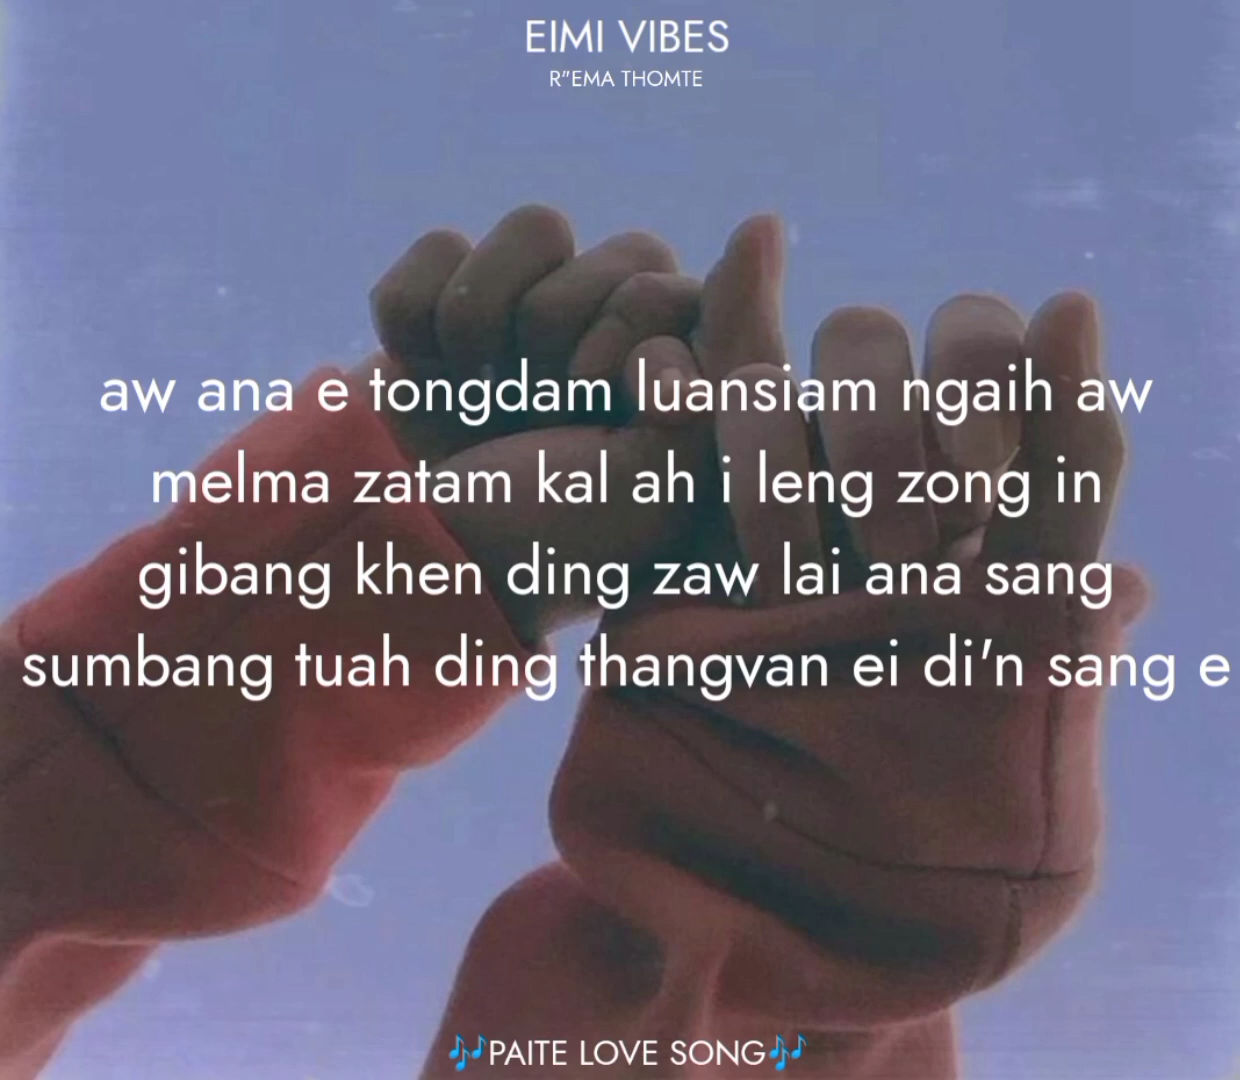 EIMI VIBES
R"EMA THOMTE
aw ana e tongdam luansiam ngaih aw
melma zatam kal ah i leng zong in
gibang khen ding zaw lai ana sang
sumbang tuah ding thangvan ei di'n sang e
🎶PAITE LOVE SONG🎶